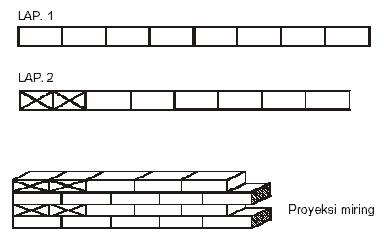 LAP. 1
LAP. 2
Proyeksi miring